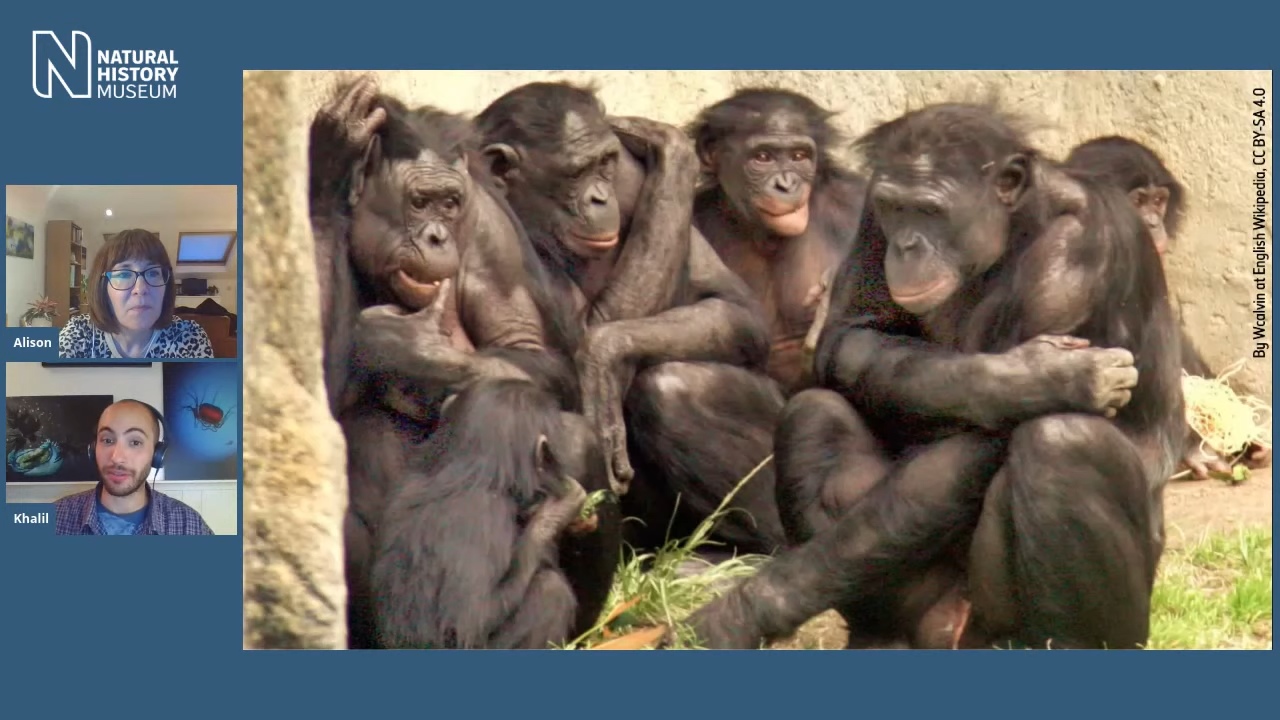 NATURAL
HISTORY
MUSEUM
Alison
Khalil
By Wcalvin at English Wikipedia, CC BY-SA 4.0